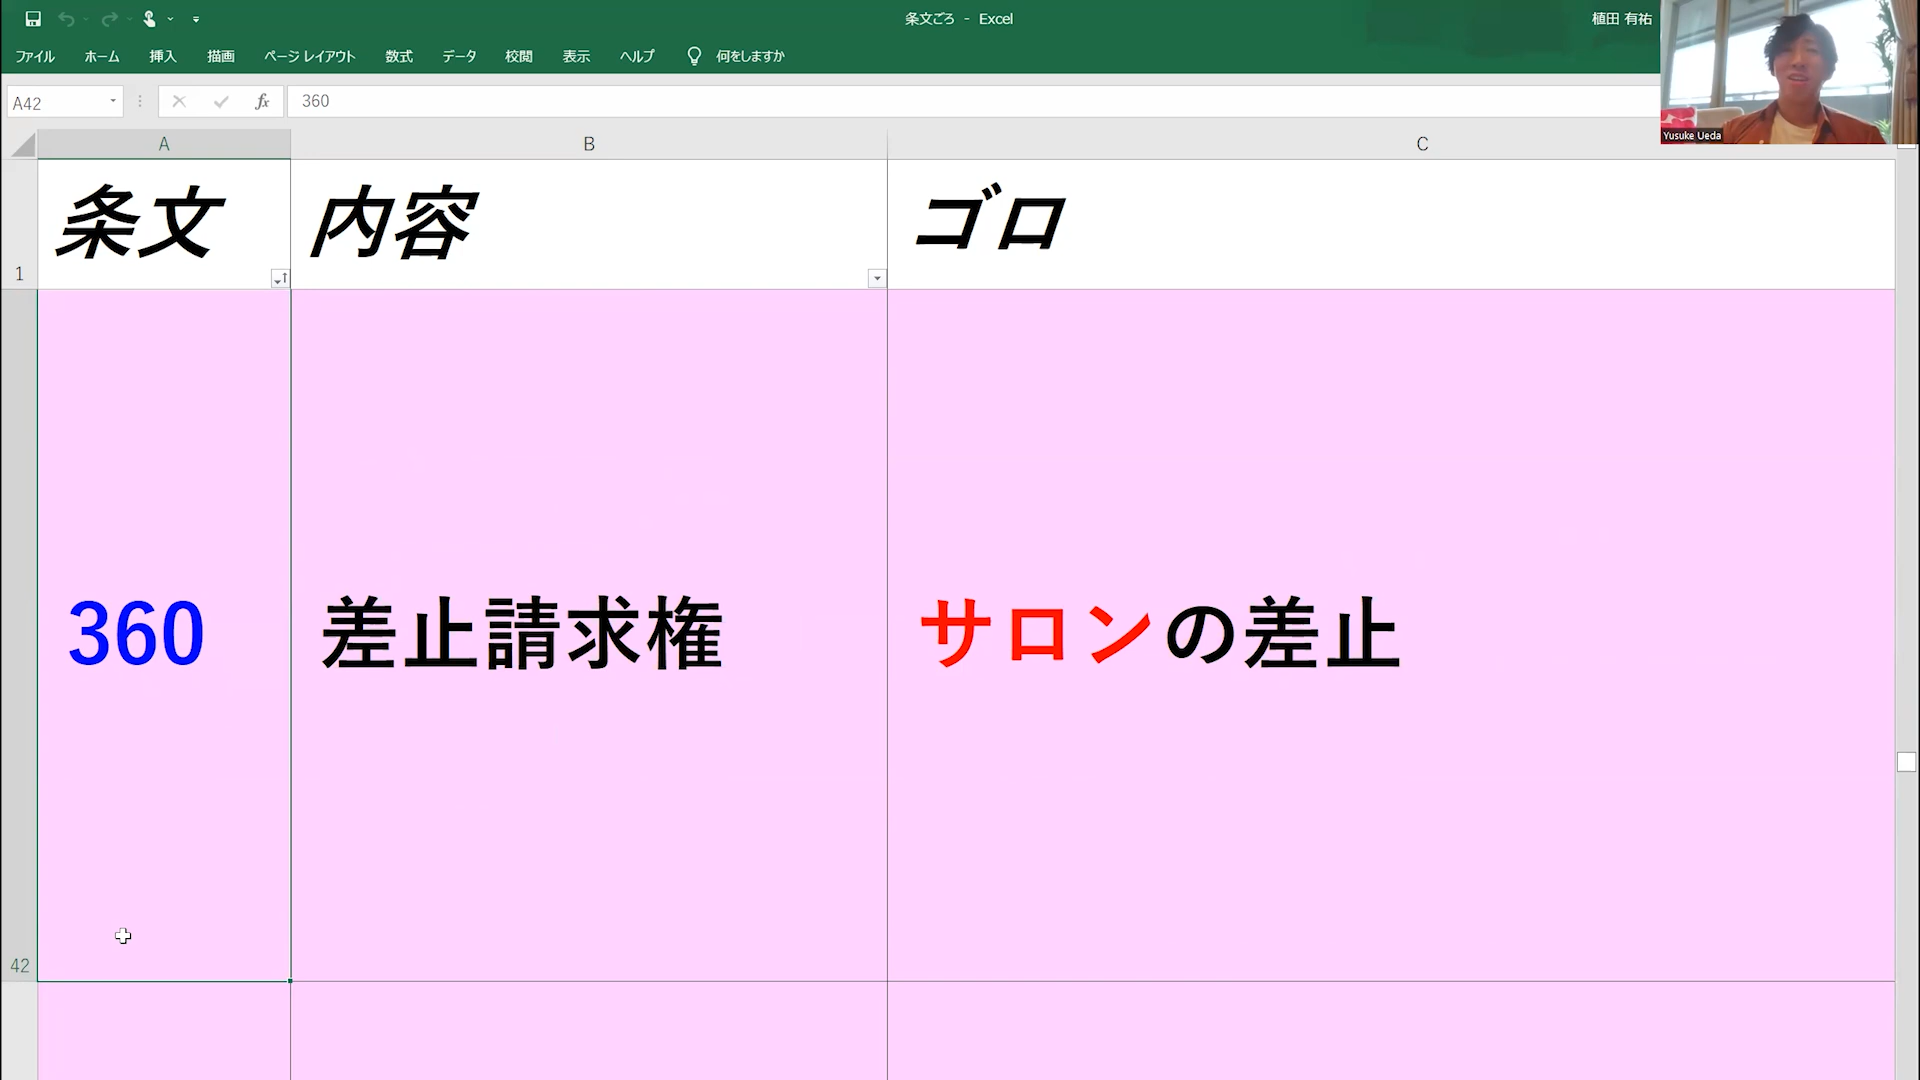 条文ごろ - Excel
植田 有祐
ファイル ホーム 挿入 描画 ページ レイアウト 数式 データ 校閲 表示 ヘルプ 何をしますか
A42
fx
360
Yusuke Ueda
A B C
1
条文 内容 ゴロ
42
360 差止請求権 サロンの差止